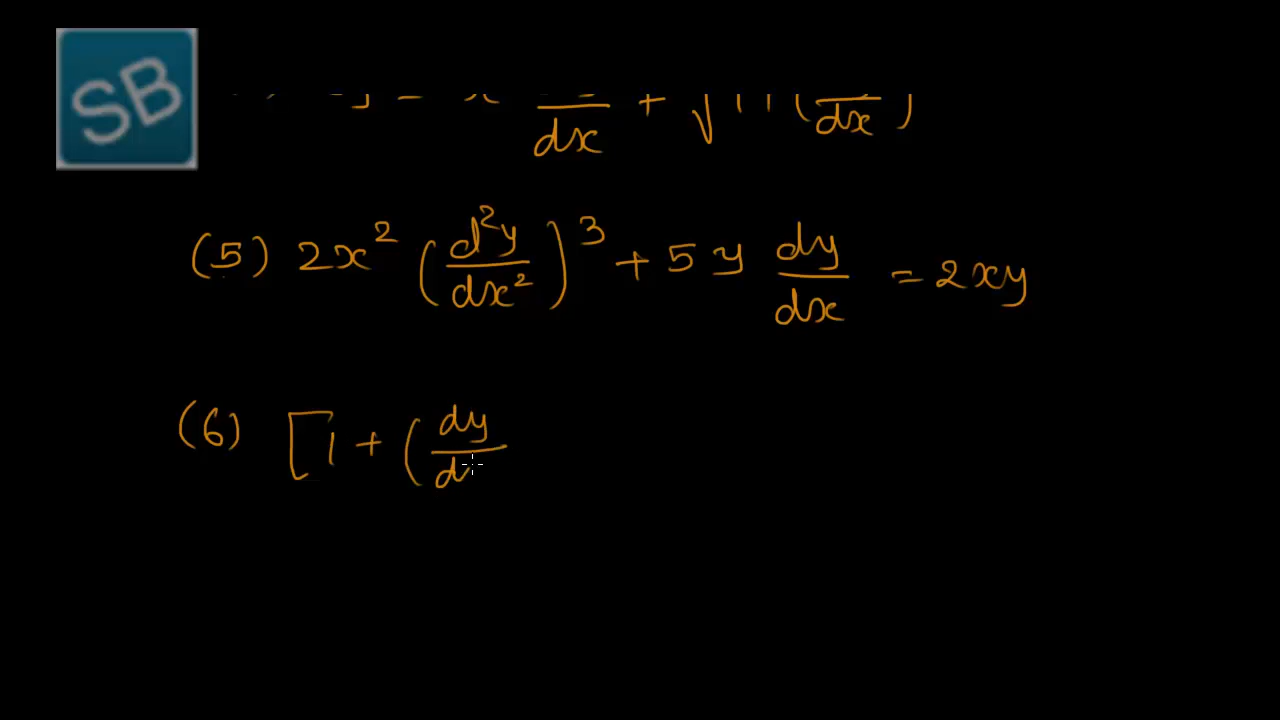 SB
dx + √ dx )
(5) 2x² (d²y/dx²)³ + 5y dy/dx = 2xy
(6) [1 + (dy/d